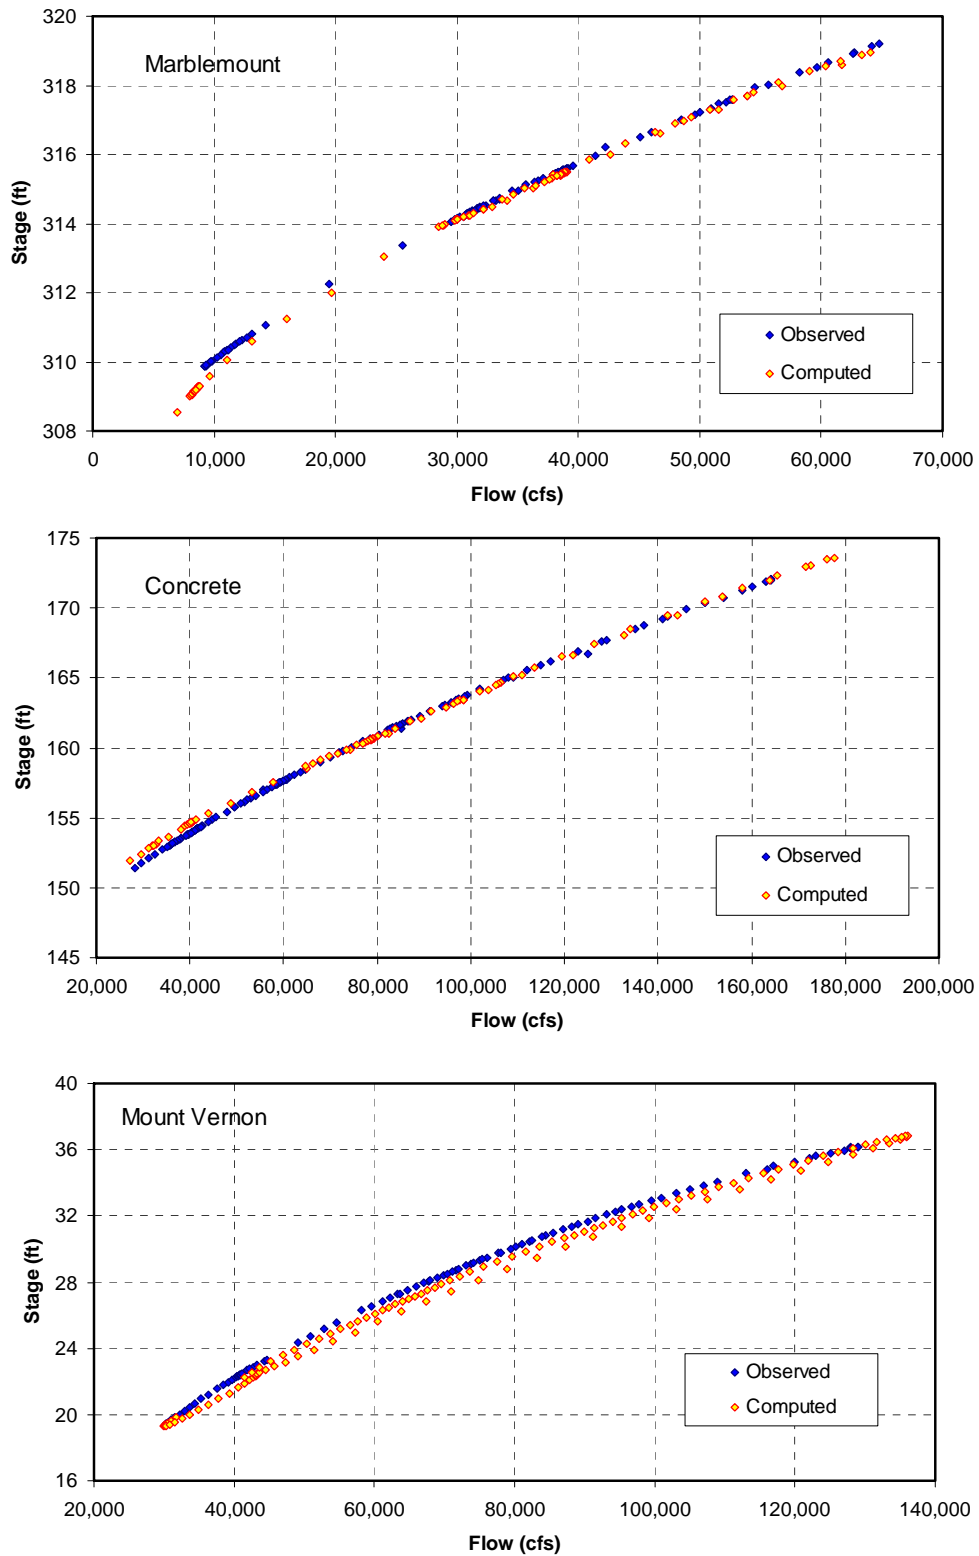 320
318
316
314
312
310
308
Stage (ft)
Marblemount
Observed
Computed
0 10,000 20,000 30,000 40,000 50,000 60,000 70,000
Flow (cfs)
175
170
165
160
155
150
145
Stage (ft)
Concrete
Observed
Computed
20,000 40,000 60,000 80,000 100,000 120,000 140,000 160,000 180,000 200,000
Flow (cfs)
40
36
32
28
24
20
16
Stage (ft)
Mount Vernon
Observed
Computed
20,000 40,000 60,000 80,000 100,000 120,000 140,000
Flow (cfs)